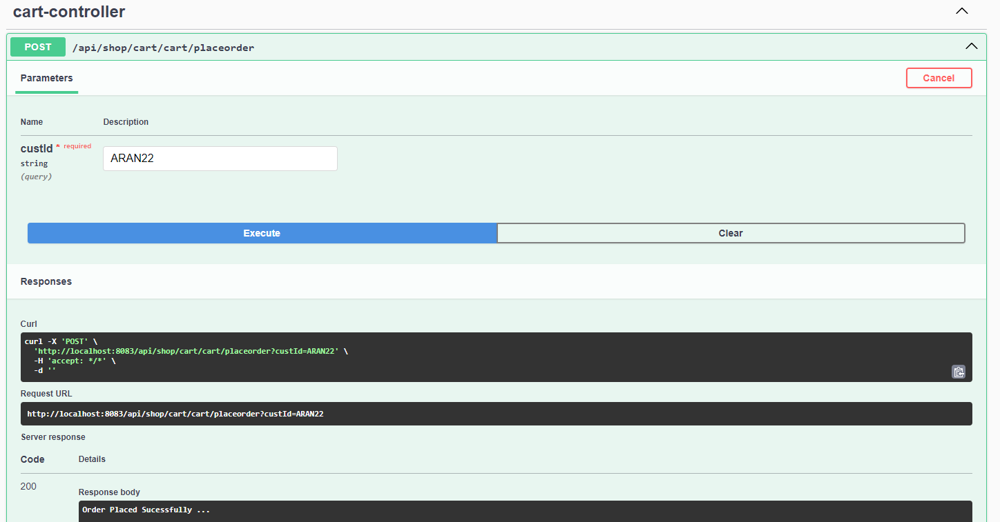 cart-controller
POST /api/shop/cart/cart/placeorder
Parameters
Cancel
Name Description
custId * required
string
(query)
ARAN22
Execute
Clear
Responses
Curl
curl -X 'POST' \
'http://localhost:8083/api/shop/cart/cart/placeorder?custId=ARAN22' \
-H 'accept: */*' \
-d ''
Request URL
http://localhost:8083/api/shop/cart/cart/placeorder?custId=ARAN22
Server response
Code Details
200
Response body
Order Placed Sucessfully ...